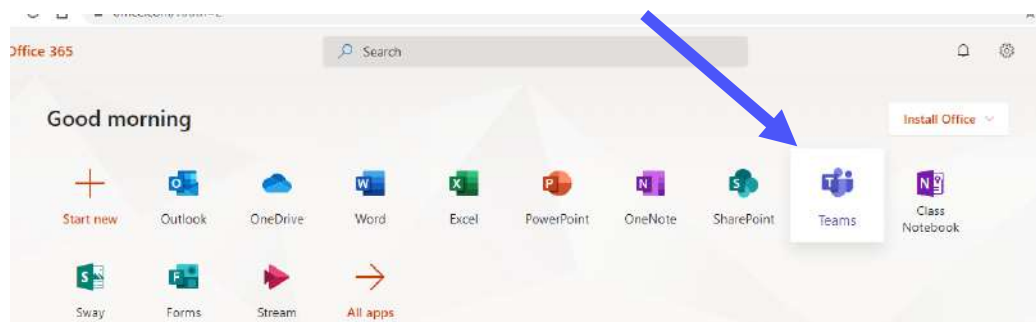 Office 365
Search
Good morning
Install Office
Start new
Outlook
OneDrive
Word
Excel
PowerPoint
OneNote
SharePoint
Teams
Class
Notebook
Sway
Forms
Stream
All apps